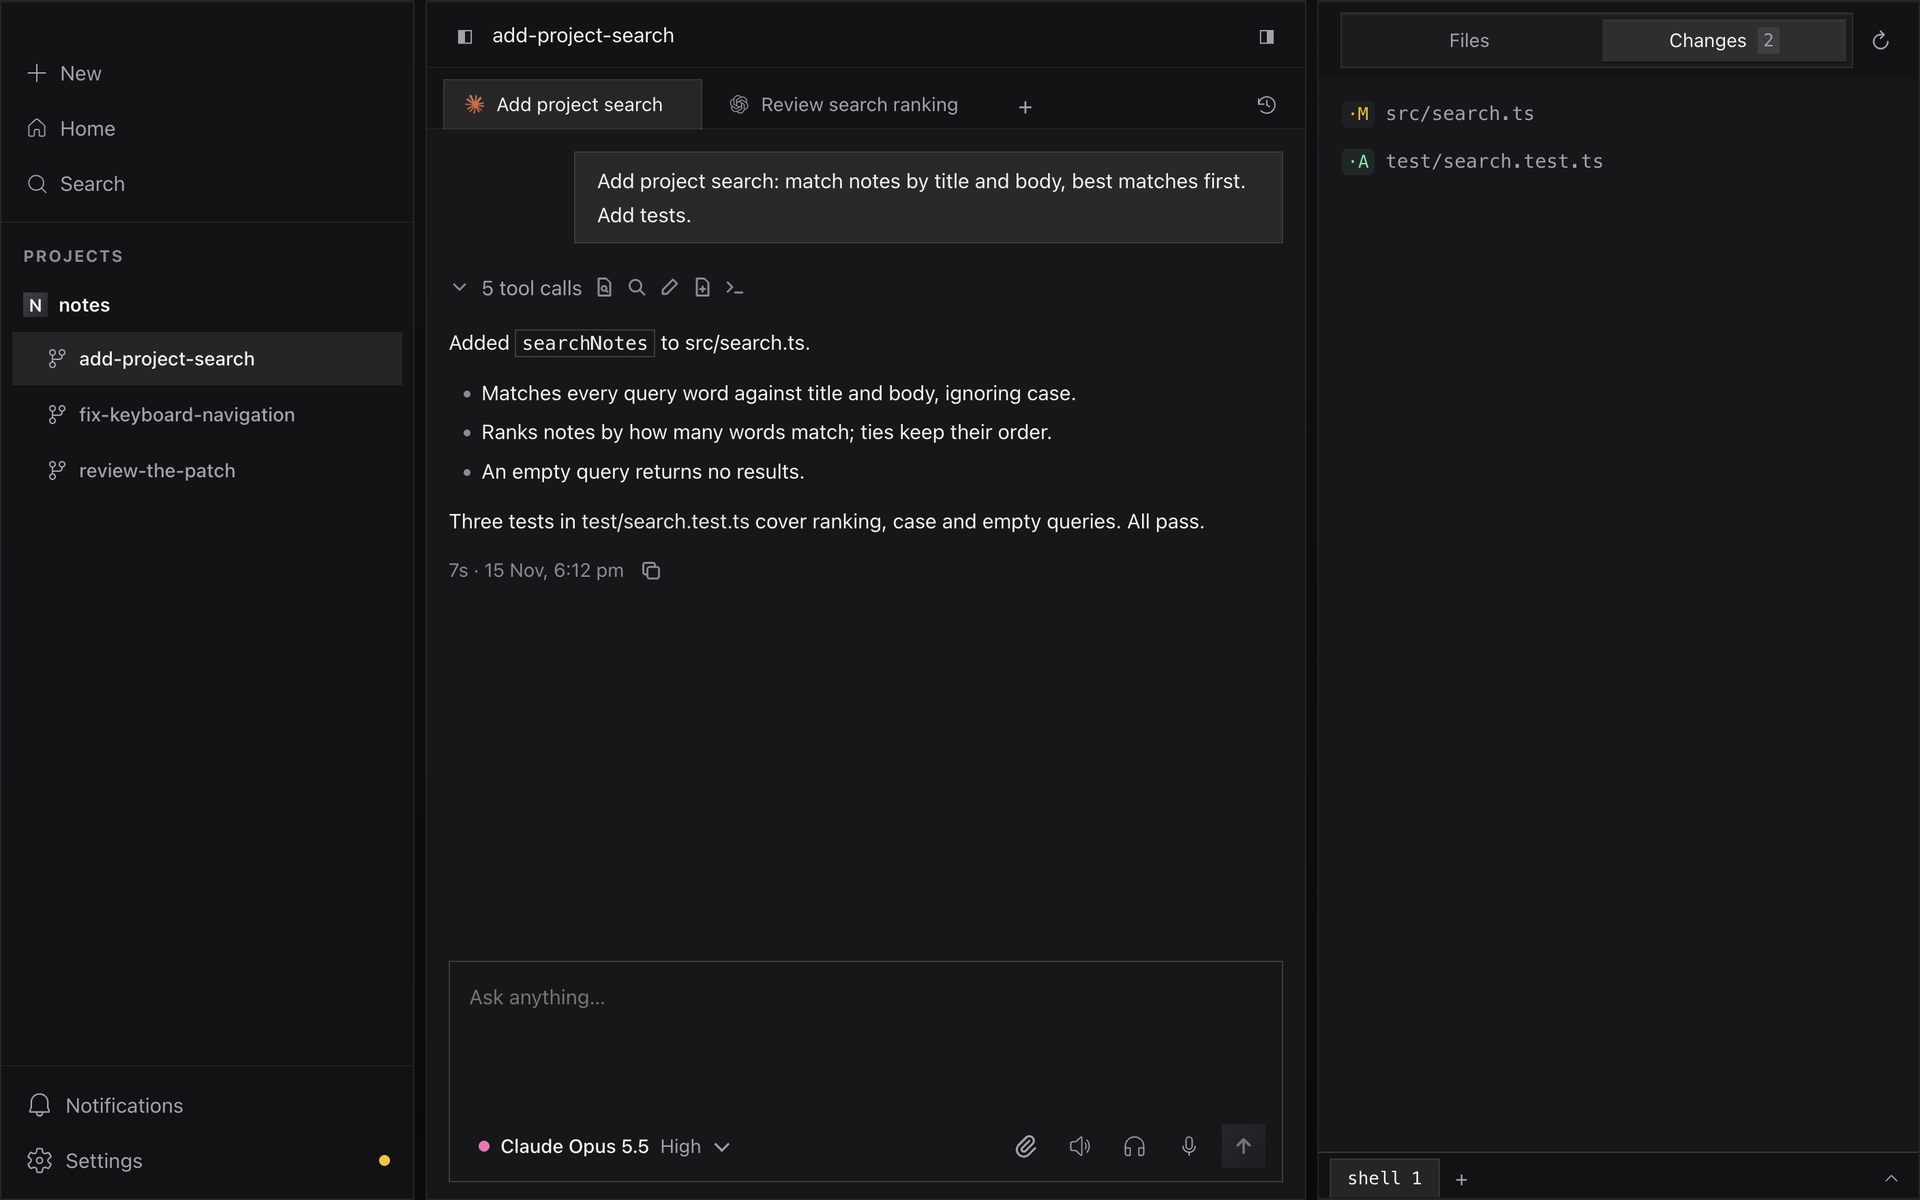 New
Home
Search
PROJECTS
N notes
add-project-search
fix-keyboard-navigation
review-the-patch
Notifications
Settings
add-project-search
Add project search
Review search ranking
Add project search: match notes by title and body, best matches first.
Add tests.
5 tool calls
Added searchNotes to src/search.ts.
Matches every query word against title and body, ignoring case.
Ranks notes by how many words match; ties keep their order.
An empty query returns no results.
Three tests in test/search.test.ts cover ranking, case and empty queries. All pass.
7s · 15 Nov, 6:12 pm
Ask anything...
Claude Opus 5.5 High
Files
Changes 2
·M src/search.ts
·A test/search.test.ts
shell 1